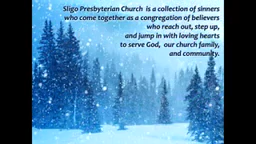 Sligo Presbyterian Church is a collection of sinners
who come together as a congregation of believers
who reach out, step up,
and jump in with loving hearts
to serve God, our church family,
and community.